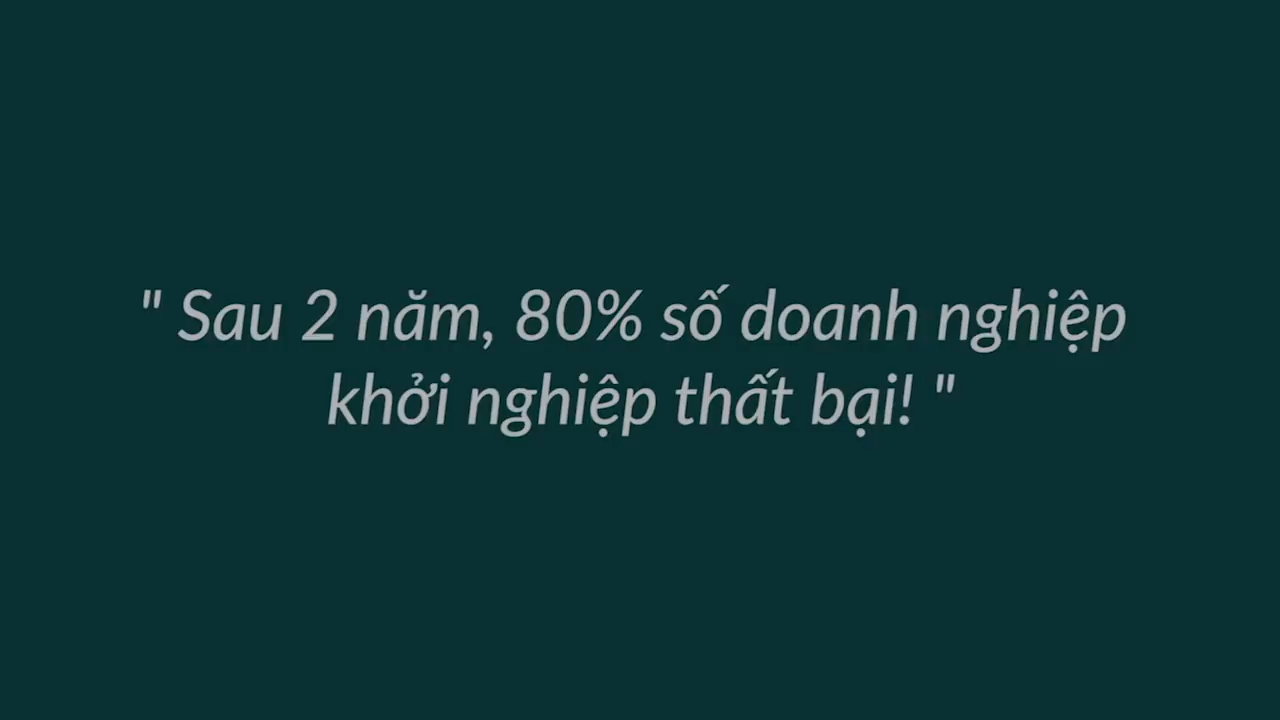 " Sau 2 năm, 80% số doanh nghiệp
khởi nghiệp thất bại! "